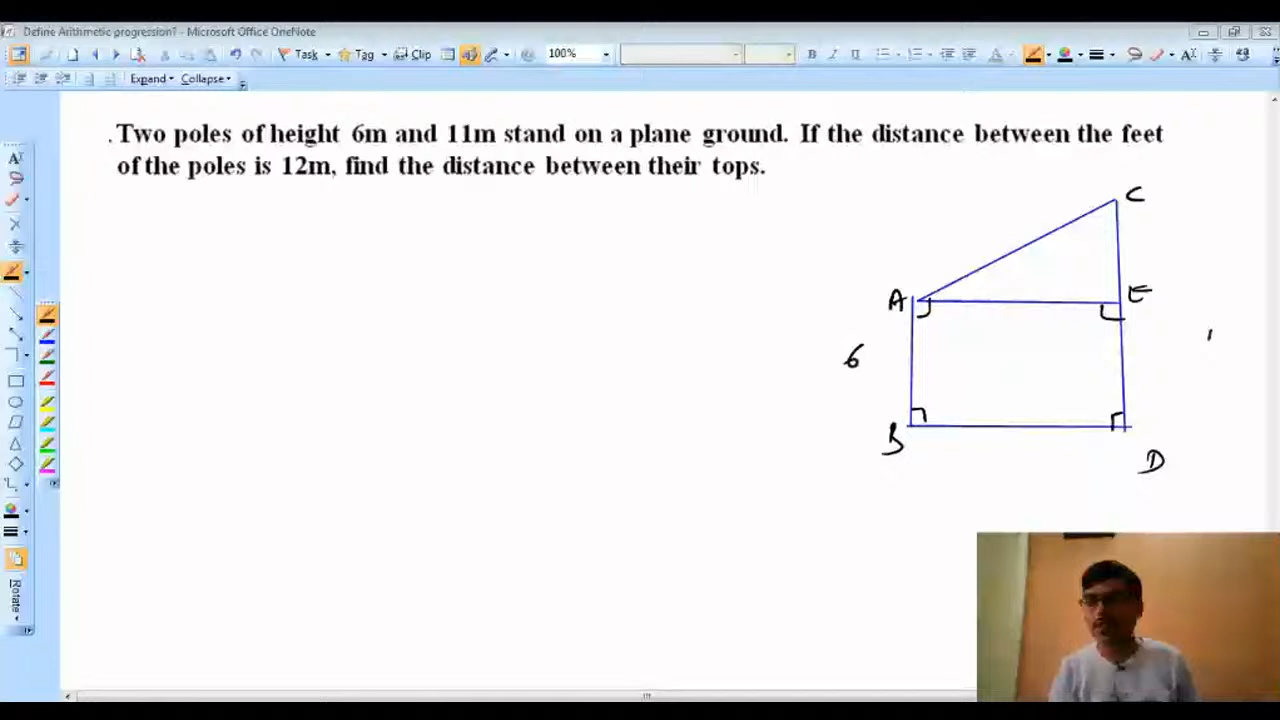 Define Arithmetic progression? - Microsoft Office OneNote
Task Tag Clip 100% B I U
Expand Collapse
. Two poles of height 6m and 11m stand on a plane ground. If the distance between the feet
of the poles is 12m, find the distance between their tops.
C
A E
6
B
D
Rotate